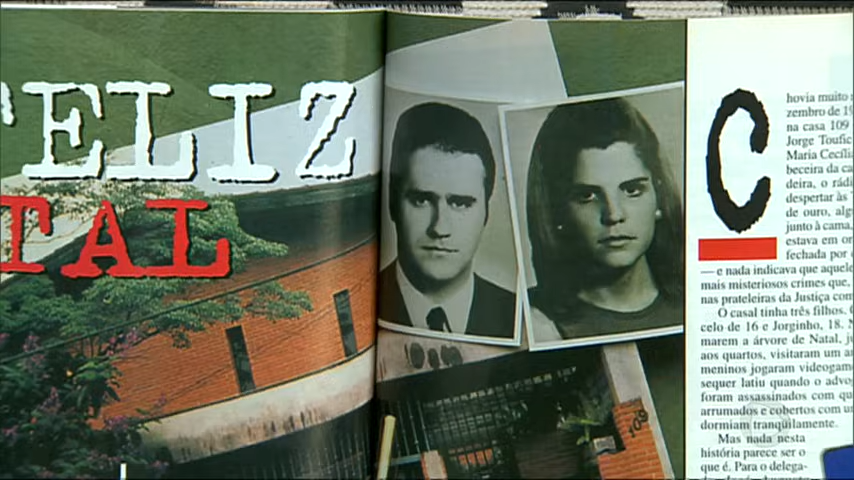 FELIZ
TAL
C
hovia muito
zembro de 19
na casa 109
Jorge Toufic
Maria Cecíli
beceira da ca
deira, o rádi
despertar às
de ouro, alg
junto à cama,
estava em or
fechada por
— e nada indicava que aquele
mais misteriosos crimes que,
nas prateleiras da Justiça com
O casal tinha três filhos.
celo de 16 e Jorginho, 18.
marem a árvore de Natal, ju
aos quartos, visitaram um a
meninos jogaram videogam
sequer latiu quando o advo
foram assassinados com qu
arrumados e cobertos com u
dormiam tranquilamente.
Mas nada nesta
história parece ser o
que é. Para o delega-
109